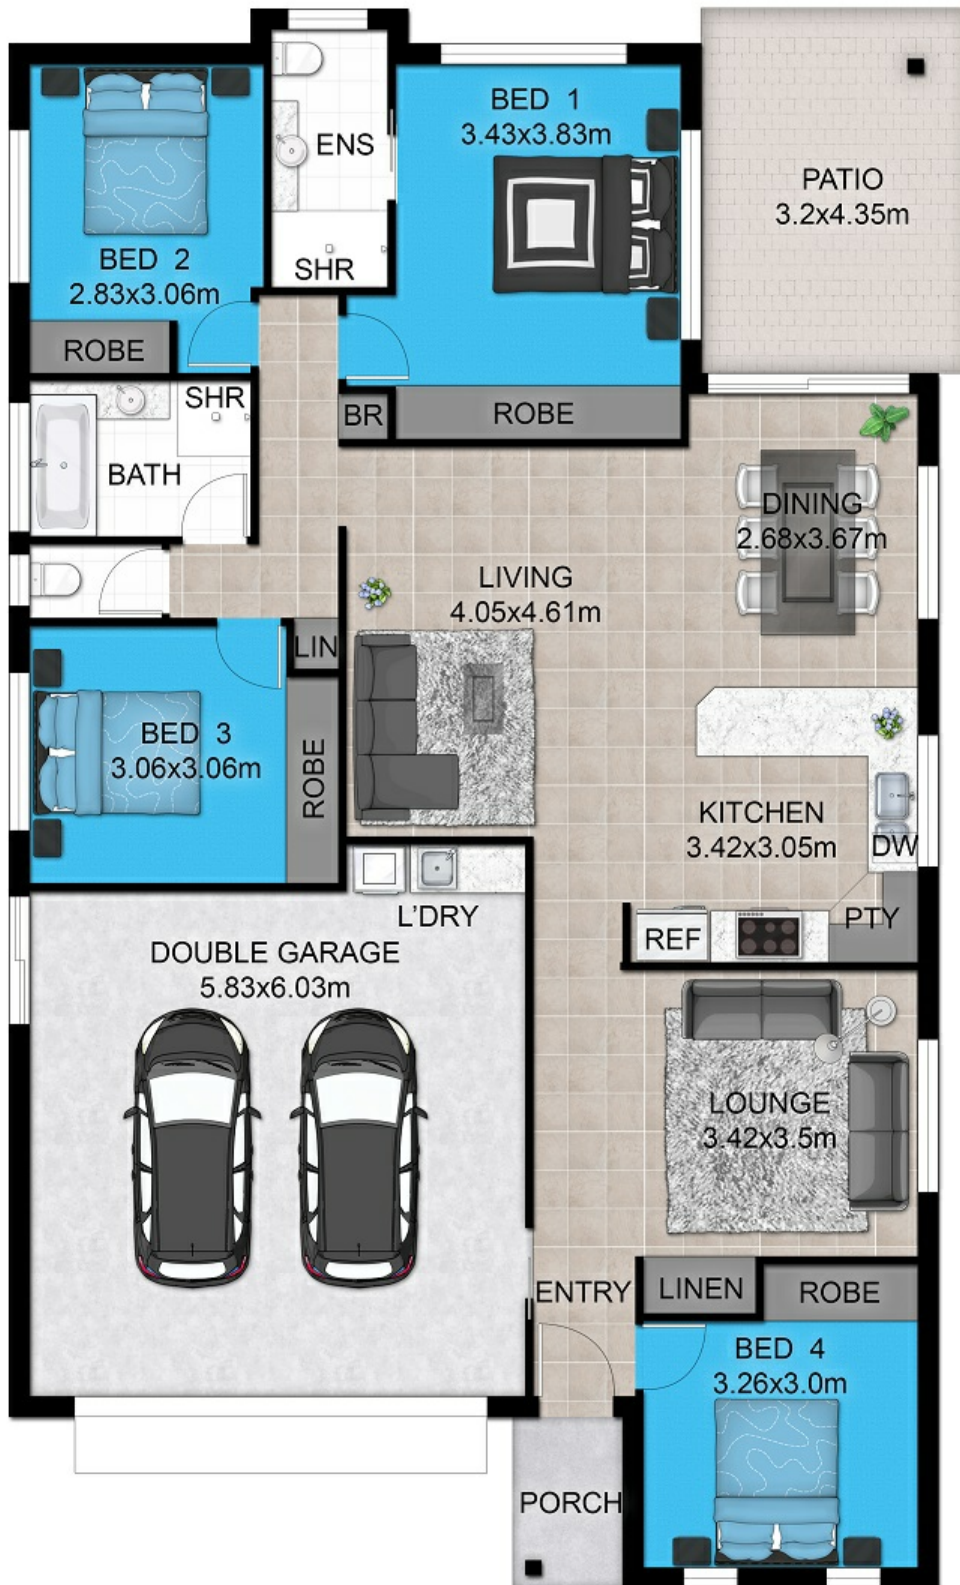 BED 1
3.43x3.83m
ENS
PATIO
3.2x4.35m
BED 2
2.83x3.06m
SHR
ROBE
SHR
BR
ROBE
BATH
DINING
2.68x3.67m
LIVING
4.05x4.61m
LIN
BED 3
3.06x3.06m
ROBE
KITCHEN
3.42x3.05m
DW
L'DRY
PTY
REF
DOUBLE GARAGE
5.83x6.03m
LOUNGE
3.42x3.5m
ENTRY
LINEN
ROBE
BED 4
3.26x3.0m
PORCH